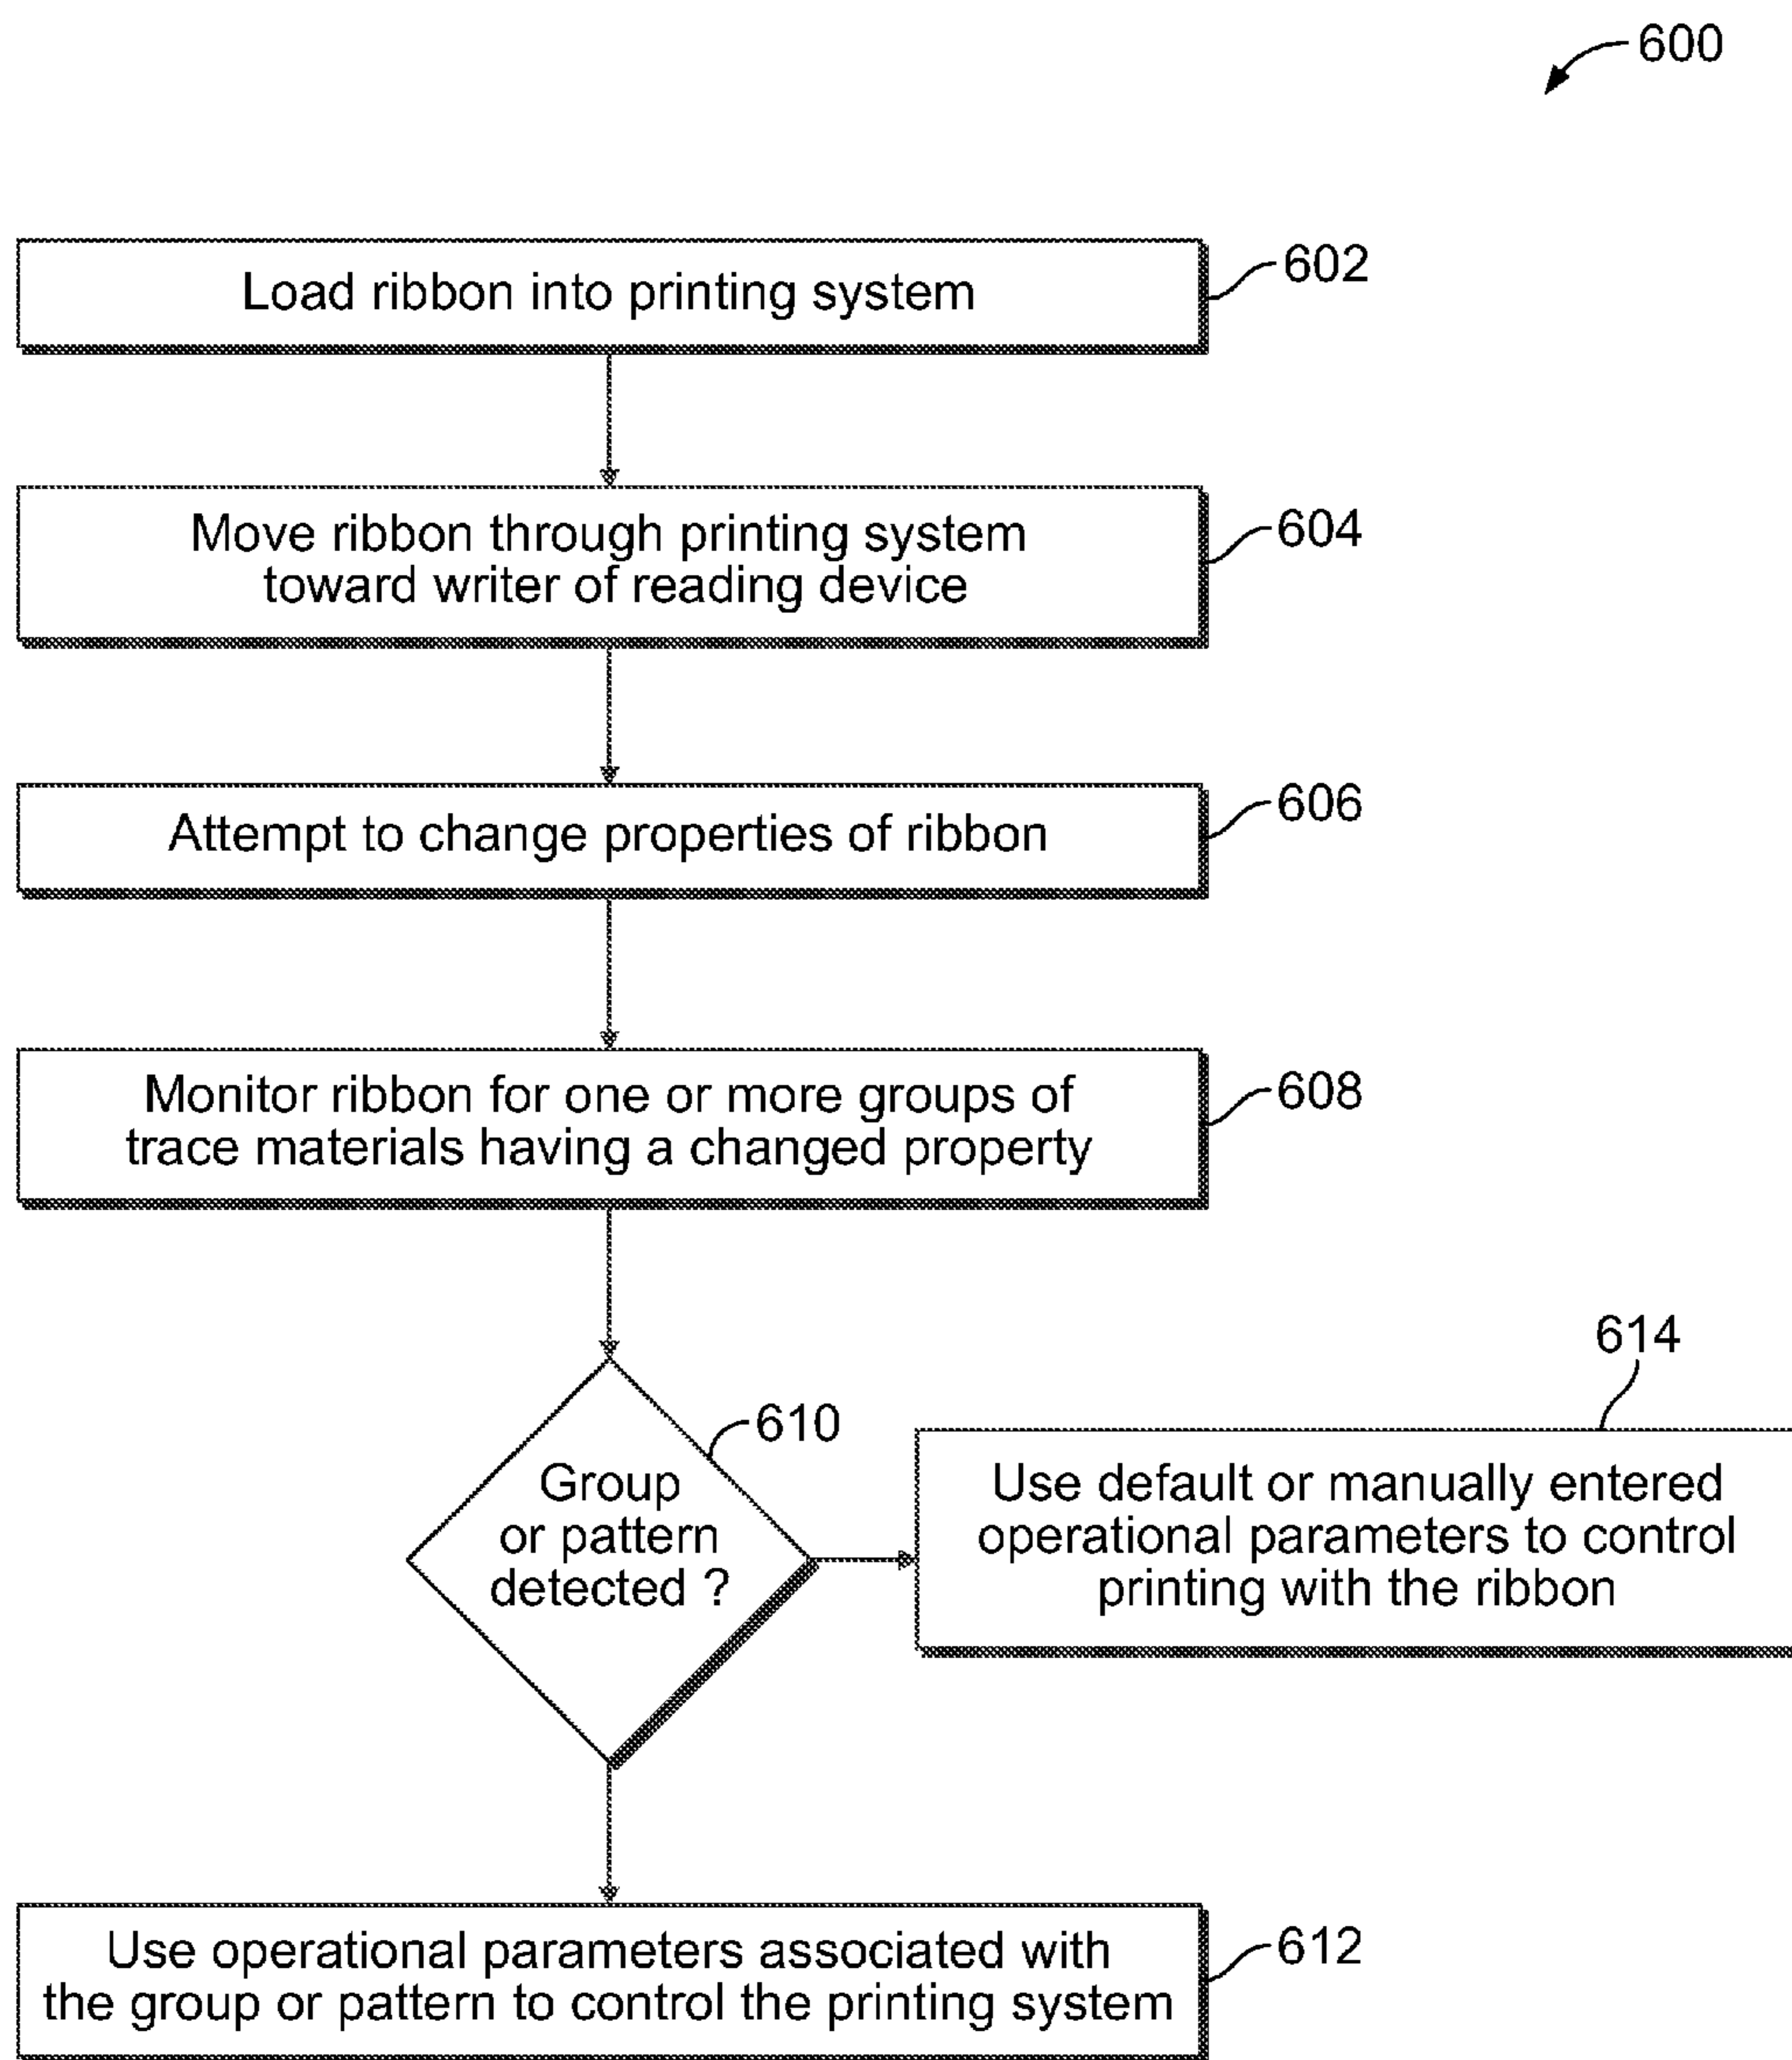 600
Load ribbon into printing system
602
Move ribbon through printing system
toward writer of reading device
604
Attempt to change properties of ribbon
606
Monitor ribbon for one or more groups of
trace materials having a changed property
608
Group
or pattern
detected ?
610
614
Use default or manually entered
operational parameters to control
printing with the ribbon
Use operational parameters associated with
the group or pattern to control the printing system
612